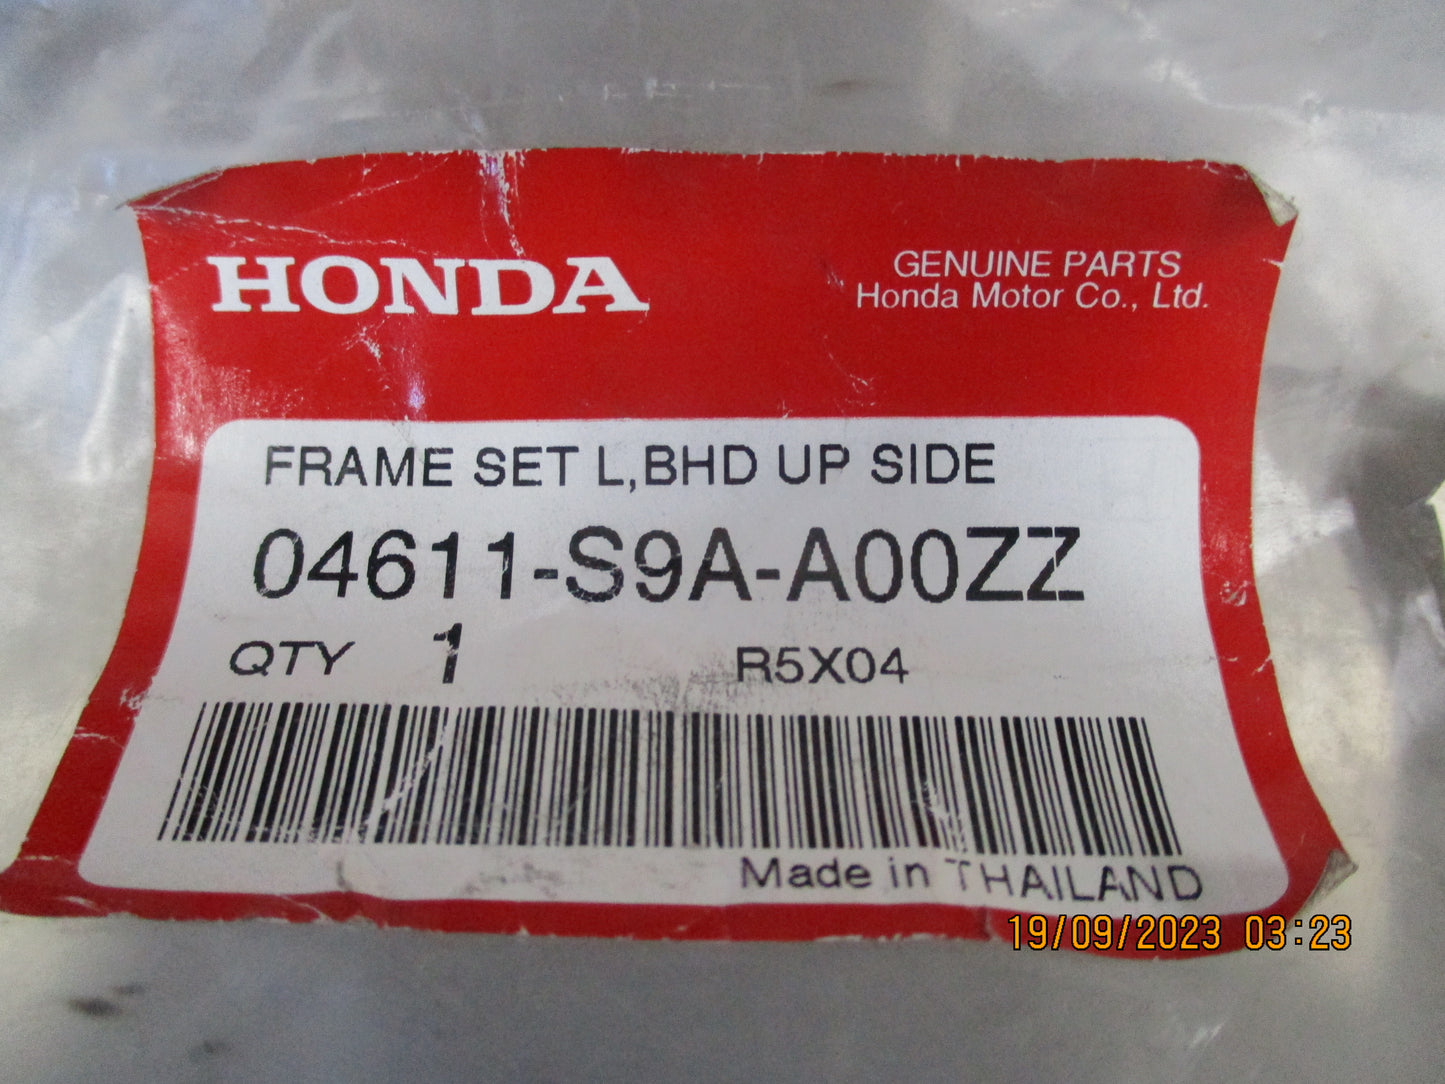 HONDA
GENUINE PARTS
Honda Motor Co., Ltd.
FRAME SET L,BHD UP SIDE
04611-S9A-A00ZZ
QTY 1 R5X04
Made in THAILAND
19/09/2023 03:23